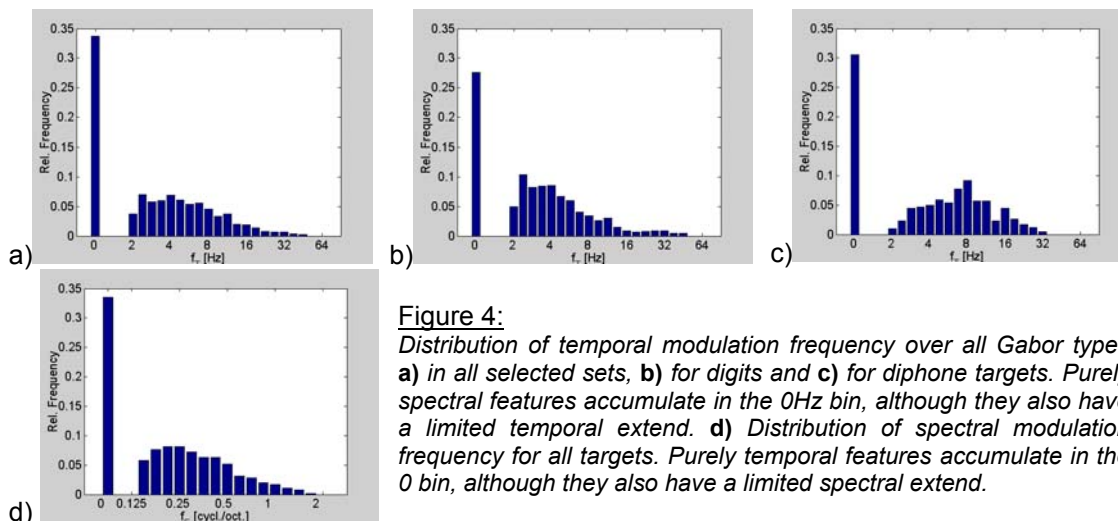 0.35
0.3
0.25
0.2
0.15
0.1
0.05
0
Rel. Frequency
0 2 4 8 16 32 64
[Hz]
a)
0.35
0.3
0.25
0.2
0.15
0.1
0.05
0
Rel. Frequency
0 2 4 8 16 32 64
[Hz]
b)
0.35
0.3
0.25
0.2
0.15
0.1
0.05
0
Rel. Frequency
0 2 4 8 16 32 64
[Hz]
c)
0.35
0.3
0.25
0.2
0.15
0.1
0.05
0
Rel. Frequency
0 0.125 0.25 0.5 1 2
[cycl./oct.]
d)
Figure 4:
Distribution of temporal modulation frequency over all Gabor type
a) in all selected sets, b) for digits and c) for diphone targets. Purel
spectral features accumulate in the 0Hz bin, although they also have
a limited temporal extend. d) Distribution of spectral modulation
frequency for all targets. Purely temporal features accumulate in the
0 bin, although they also have a limited spectral extend.